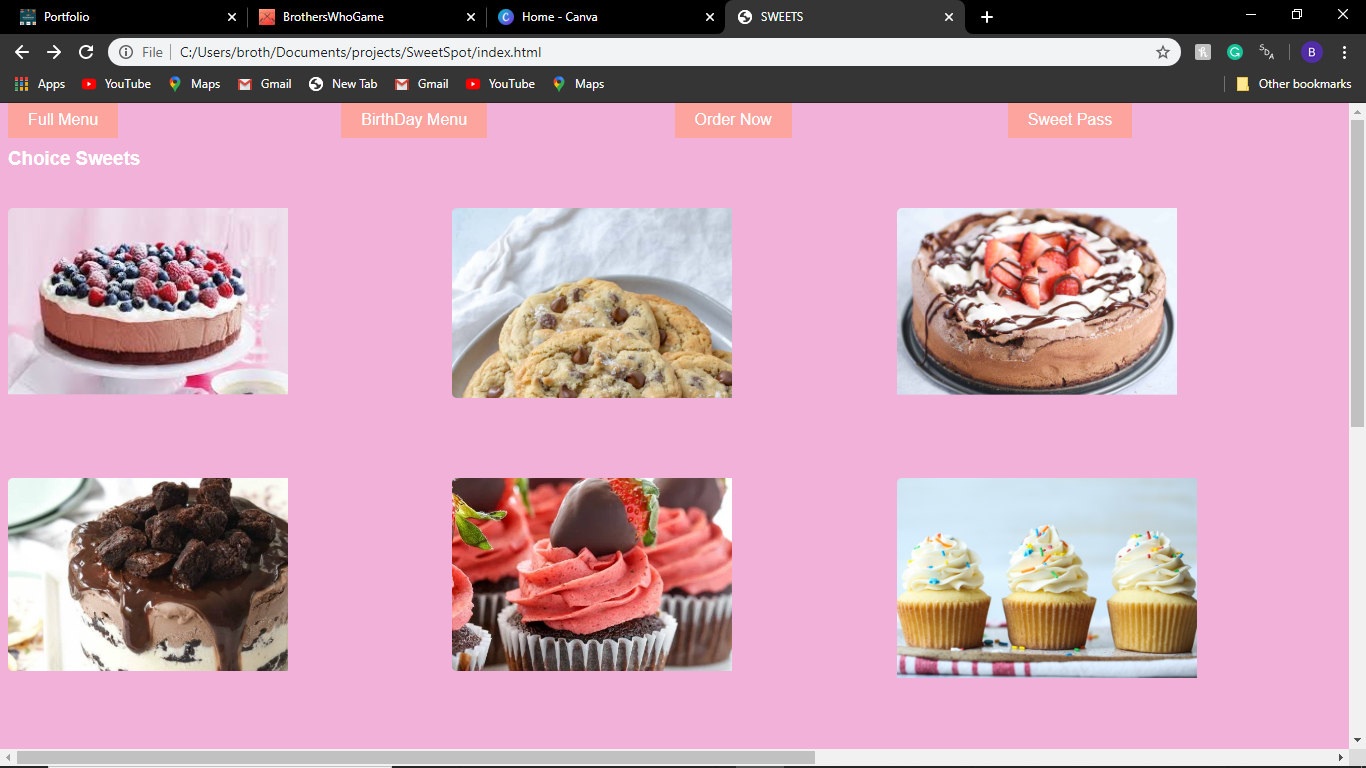 Portfolio
BrothersWhoGame
Home - Canva
SWEETS
File
C:/Users/broth/Documents/projects/SweetSpot/index.html
B
Apps
YouTube
Maps
Gmail
New Tab
Gmail
YouTube
Maps
Other bookmarks
Full Menu
BirthDay Menu
Order Now
Sweet Pass
Choice Sweets